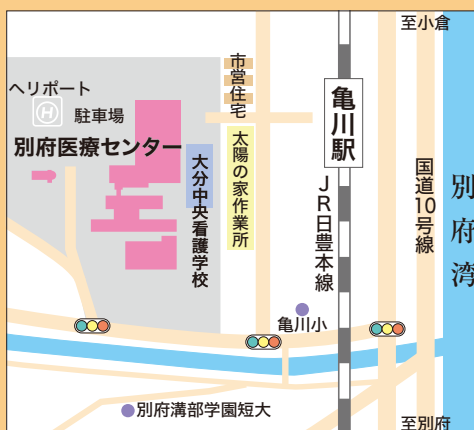 至小倉
市営住宅
ヘリポート
H
駐車場
亀川駅
別府医療センター
太陽の家作業所
大分中央看護学校
国道10号線
別府湾
JR日豊本線
亀川小
別府溝部学園短大
至別府